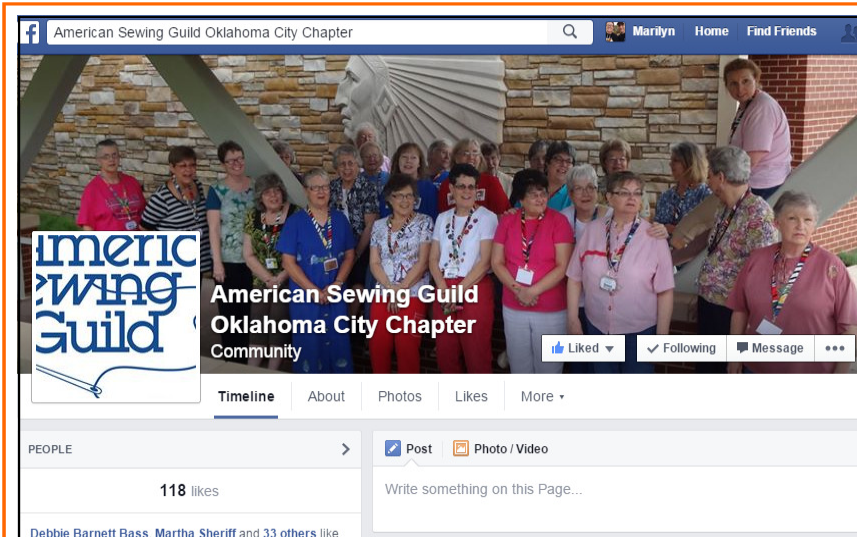 American Sewing Guild Oklahoma City Chapter
Marilyn Home Find Friends
Americ
Sewing
Guild
American Sewing Guild
Oklahoma City Chapter
Community
Liked Following Message
Timeline About Photos Likes More
PEOPLE
118 likes
Debbie Barnett Bass, Martha Sheriff and 33 others like
Post Photo / Video
Write something on this Page...